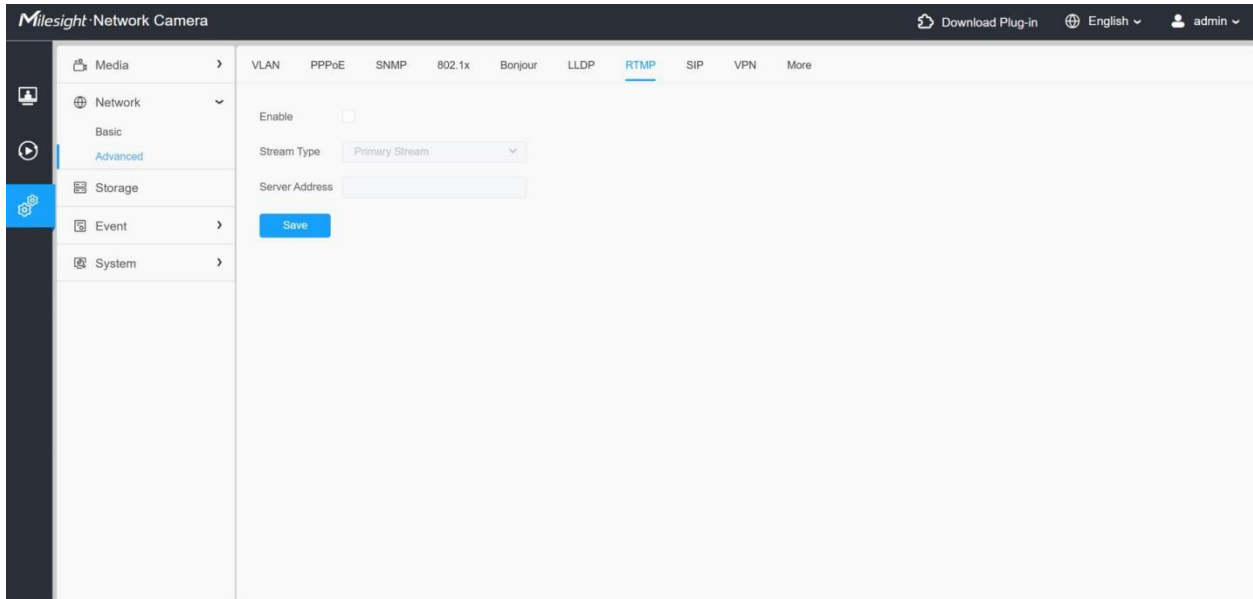 Milesight Network Camera
Download Plug-in
English
admin
Media
Network
Basic
Advanced
Storage
Event
System
VLAN PPPoE SNMP 802.1x Bonjour LLDP RTMP SIP VPN More
Enable
Stream Type Primary Stream
Server Address
Save